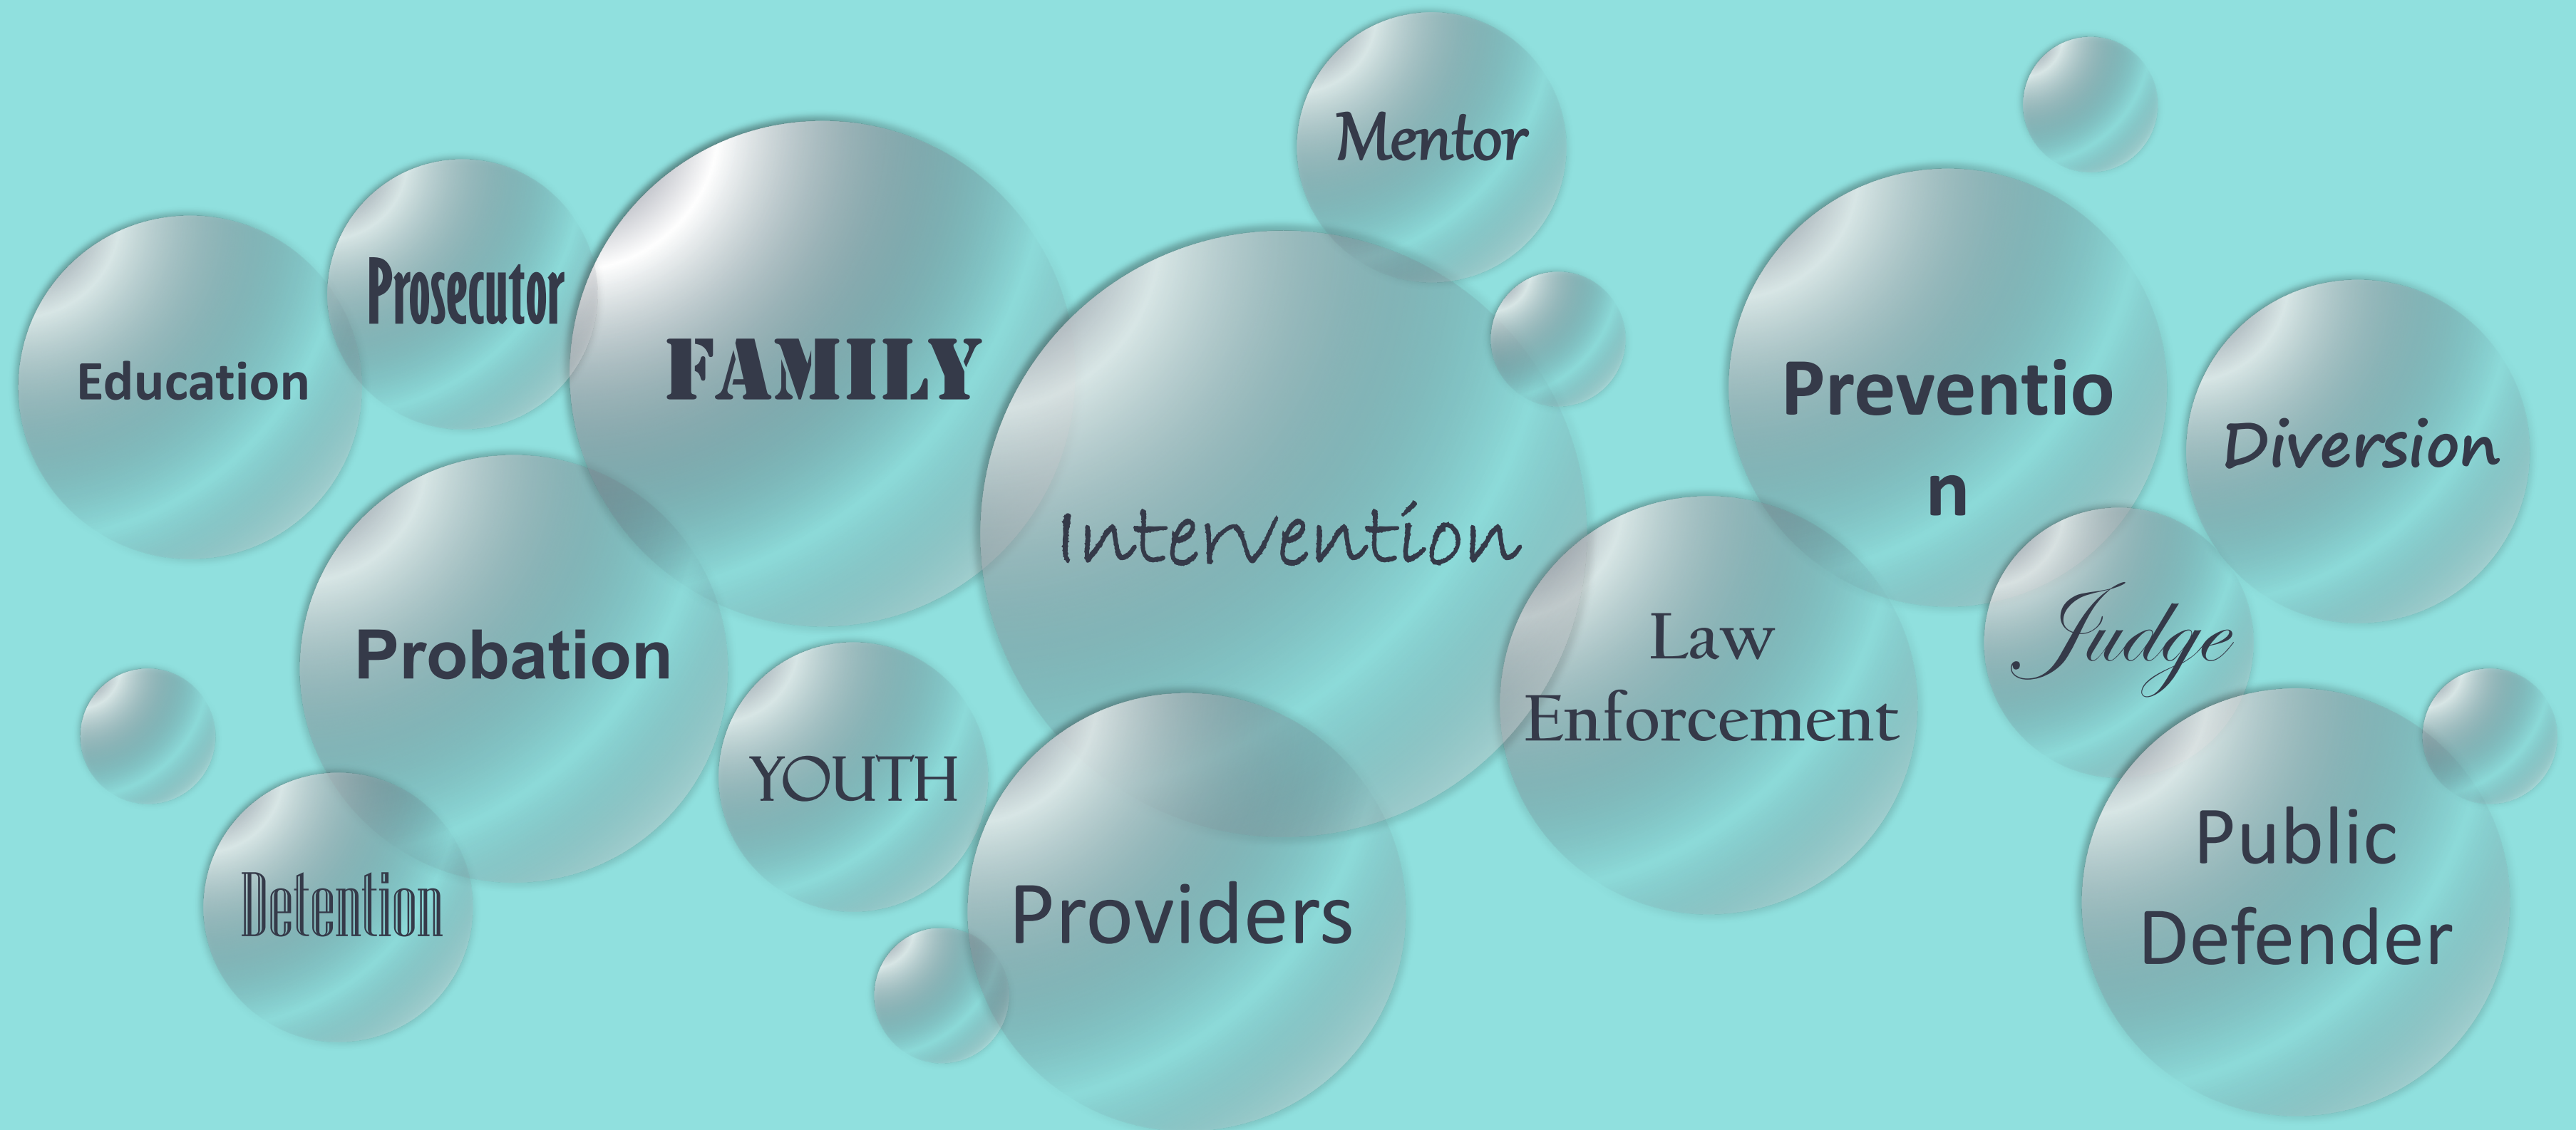 Mentor
Prosecutor
Education
FAMILY
Preventio
n
Diversion
Intervention
Law
Enforcement
Judge
Probation
YOUTH
Detention
Providers
Public
Defender